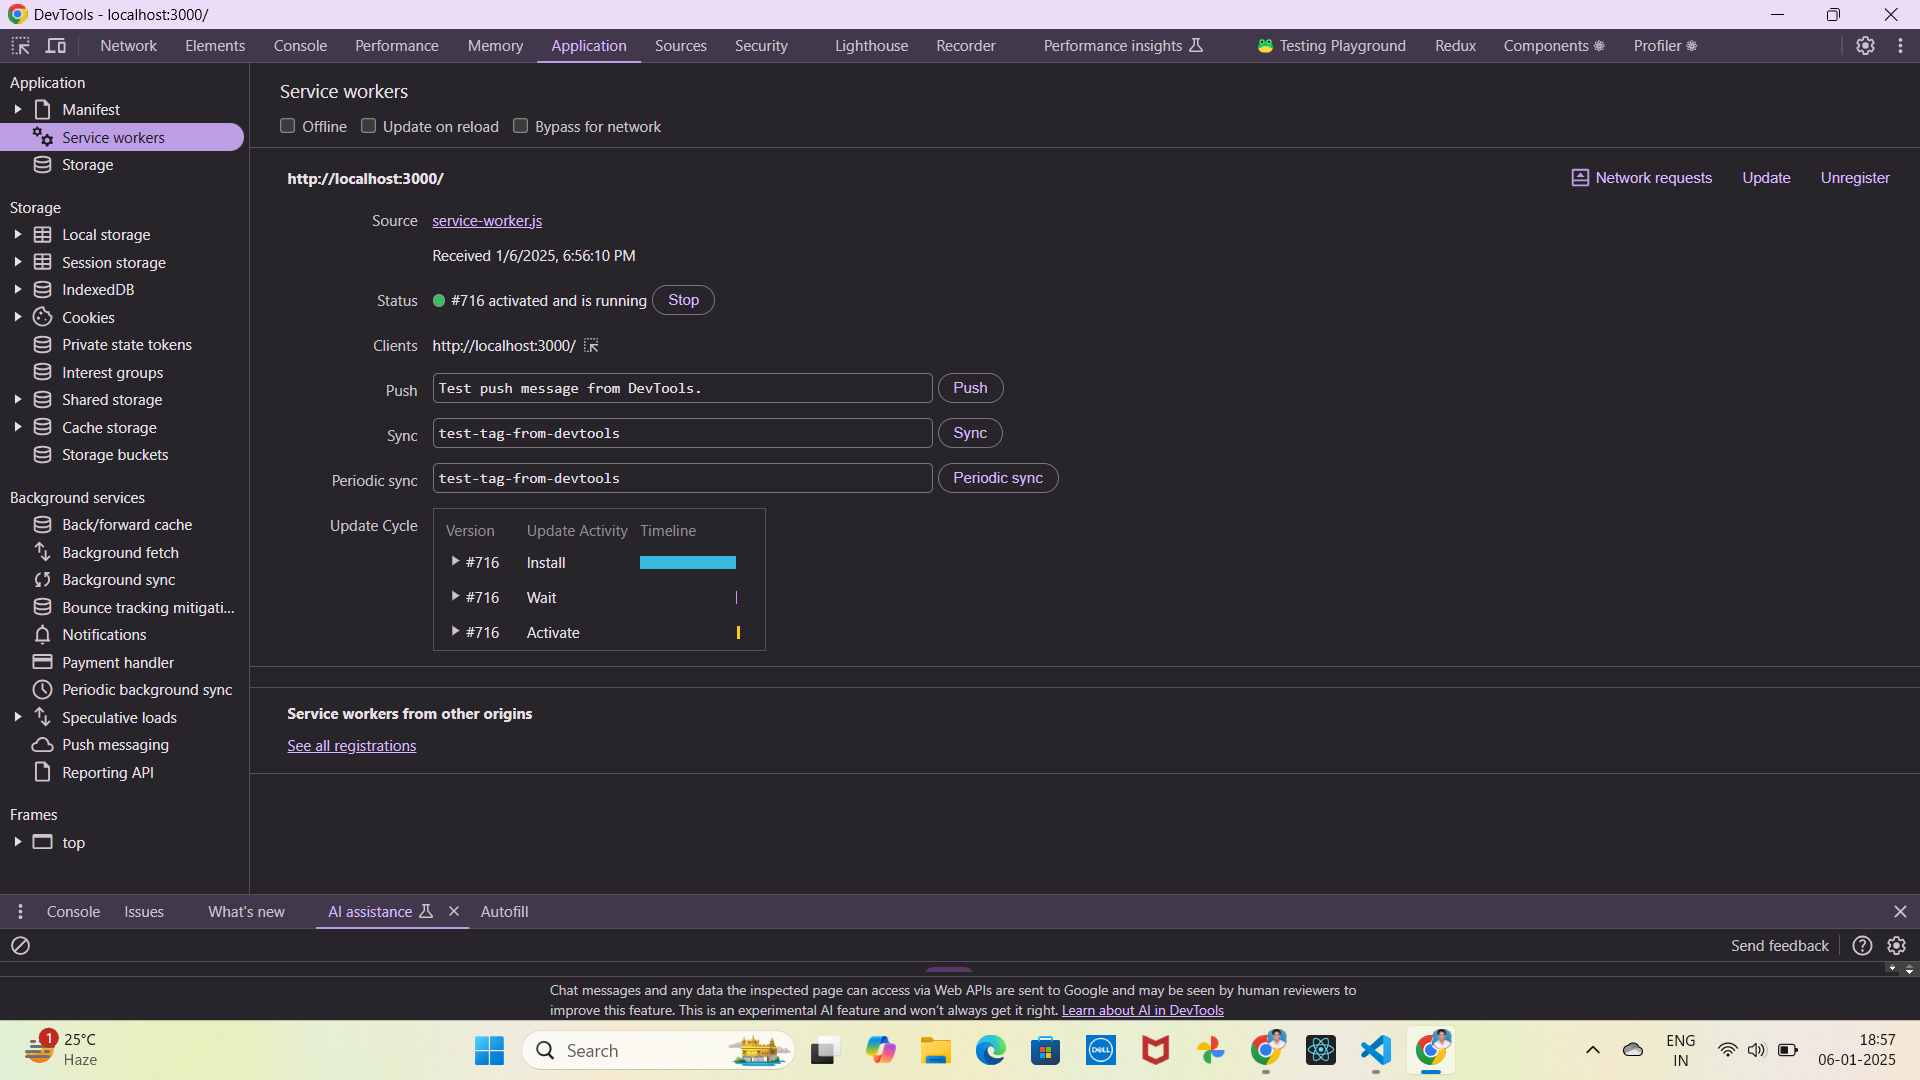 DevTools - localhost:3000/
Network Elements Console Performance Memory Application Sources Security Lighthouse Recorder Performance insights Testing Playground Redux Components Profiler
Application
Manifest
Service workers
Storage
Storage
Local storage
Session storage
IndexedDB
Cookies
Private state tokens
Interest groups
Shared storage
Cache storage
Storage buckets
Background services
Back/forward cache
Background fetch
Background sync
Bounce tracking mitigati...
Notifications
Payment handler
Periodic background sync
Speculative loads
Push messaging
Reporting API
Frames
top
Service workers
Offline Update on reload Bypass for network
http://localhost:3000/ Network requests Update Unregister
Source service-worker.js
Received 1/6/2025, 6:56:10 PM
Status #716 activated and is running Stop
Clients http://localhost:3000/
Push Test push message from DevTools. Push
Sync test-tag-from-devtools Sync
Periodic sync test-tag-from-devtools Periodic sync
Update Cycle Version Update Activity Timeline
#716 Install
#716 Wait
#716 Activate
Service workers from other origins
See all registrations
Console Issues What's new AI assistance Autofill
Send feedback
Chat messages and any data the inspected page can access via Web APIs are sent to Google and may be seen by human reviewers to
improve this feature. This is an experimental AI feature and won't always get it right. Learn about AI in DevTools
1
25°C
Haze
Search
DELL
ENG
IN
18:57
06-01-2025